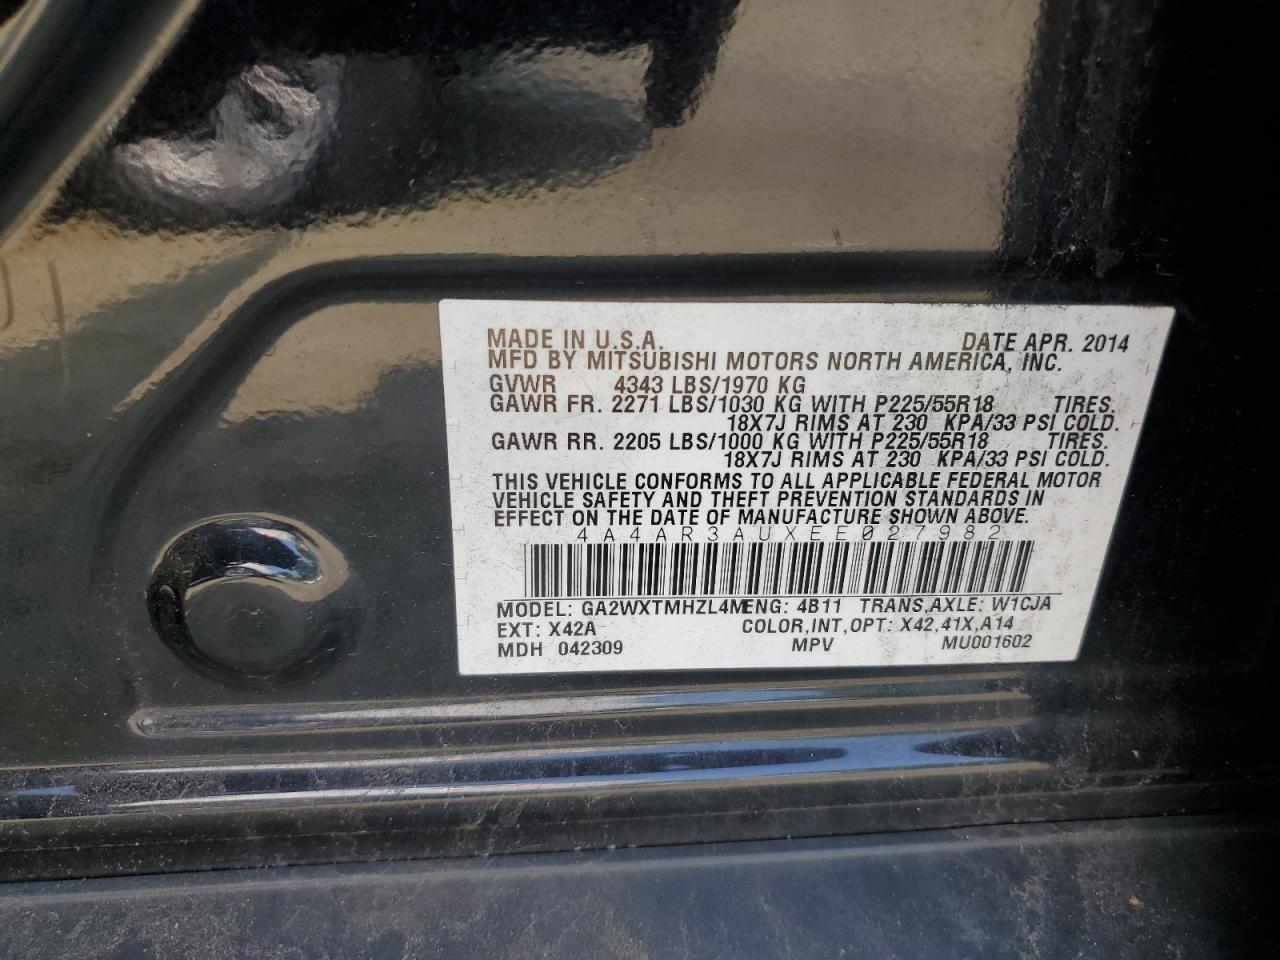 MADE IN U.S.A. DATE APR. 2014
MFD BY MITSUBISHI MOTORS NORTH AMERICA, INC.
GVWR 4343 LBS/1970 KG
GAWR FR. 2271 LBS/1030 KG WITH P225/55R18 TIRES.
18X7J RIMS AT 230 KPA/33 PSI COLD.
GAWR RR. 2205 LBS/1000 KG WITH P225/55R18 TIRES.
18X7J RIMS AT 230 KPA/33 PSI COLD.
THIS VEHICLE CONFORMS TO ALL APPLICABLE FEDERAL MOTOR
VEHICLE SAFETY AND THEFT PREVENTION STANDARDS IN
EFFECT ON THE DATE OF MANUFACTURE SHOWN ABOVE.
4A4AR3AUXEE027982
MODEL: GA2WXTMHZL4M ENG: 4B11 TRANS,AXLE: W1CJA
EXT: X42A COLOR,INT,OPT: X42,41X,A14
MDH 042309 MPV MU001602